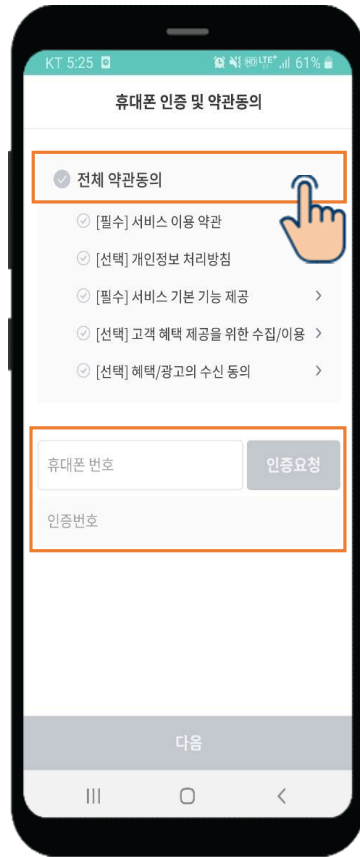 KT 5:25 LTE+ 61%
휴대폰 인증 및 약관동의
전체 약관동의
[필수] 서비스 이용 약관
[선택] 개인정보 처리방침
[필수] 서비스 기본 기능 제공
[선택] 고객 혜택 제공을 위한 수집/이용
[선택] 혜택/광고의 수신 동의
휴대폰 번호 인증요청
인증번호
다음